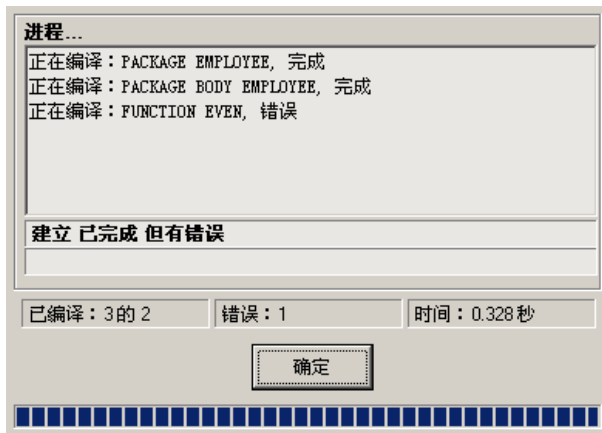 进程...
正在编译：PACKAGE EMPLOYEE, 完成
正在编译：PACKAGE BODY EMPLOYEE, 完成
正在编译：FUNCTION EVEN, 错误
建立 已完成 但有错误
已编译：3的 2 错误：1 时间：0.328 秒
确定